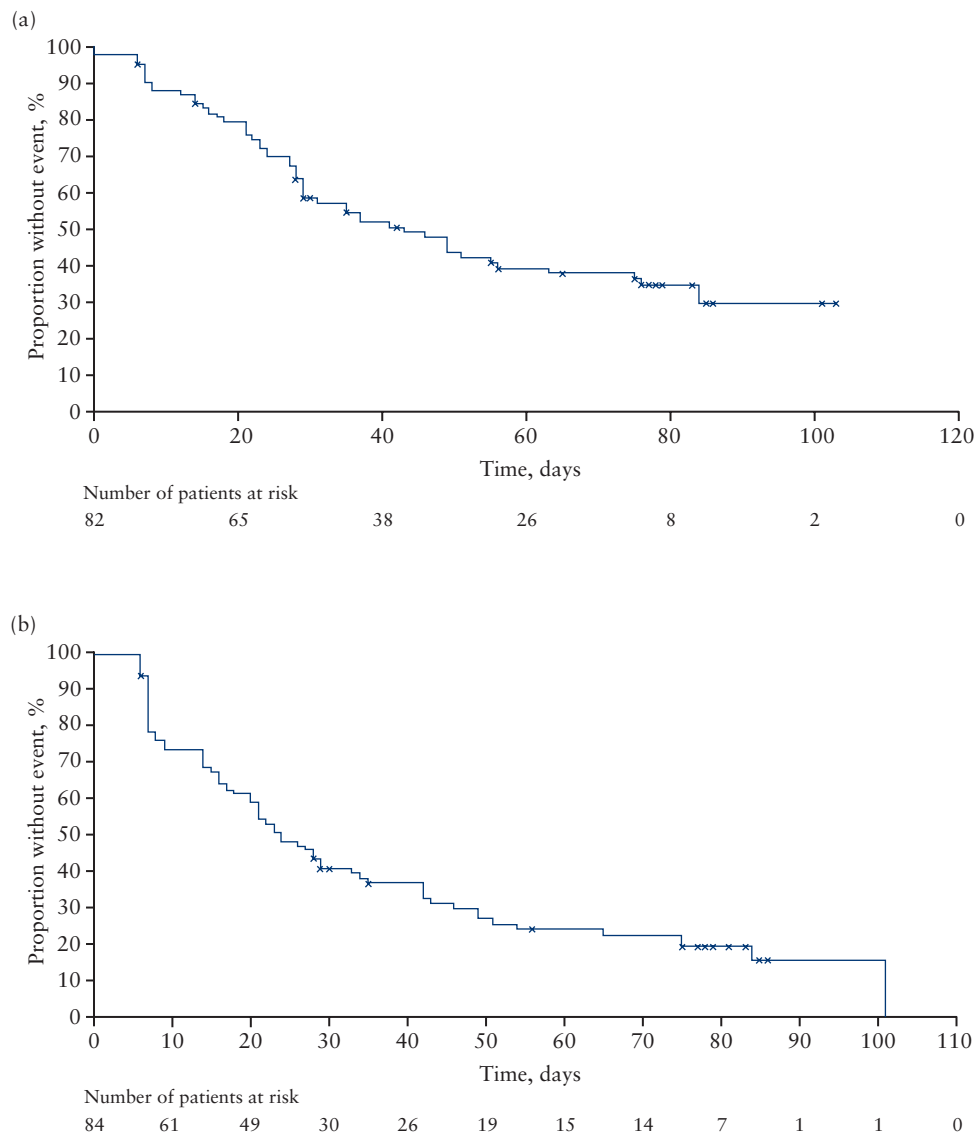 (a)
100
90
80
70
60
50
40
30
20
10
0
Proportion without event, %
0 20 40 60 80 100 120
Time, days
Number of patients at risk
82 65 38 26 8 2 0
(b)
100
90
80
70
60
50
40
30
20
10
0
Proportion without event, %
0 10 20 30 40 50 60 70 80 90 100 110
Time, days
Number of patients at risk
84 61 49 30 26 19 15 14 7 1 1 0